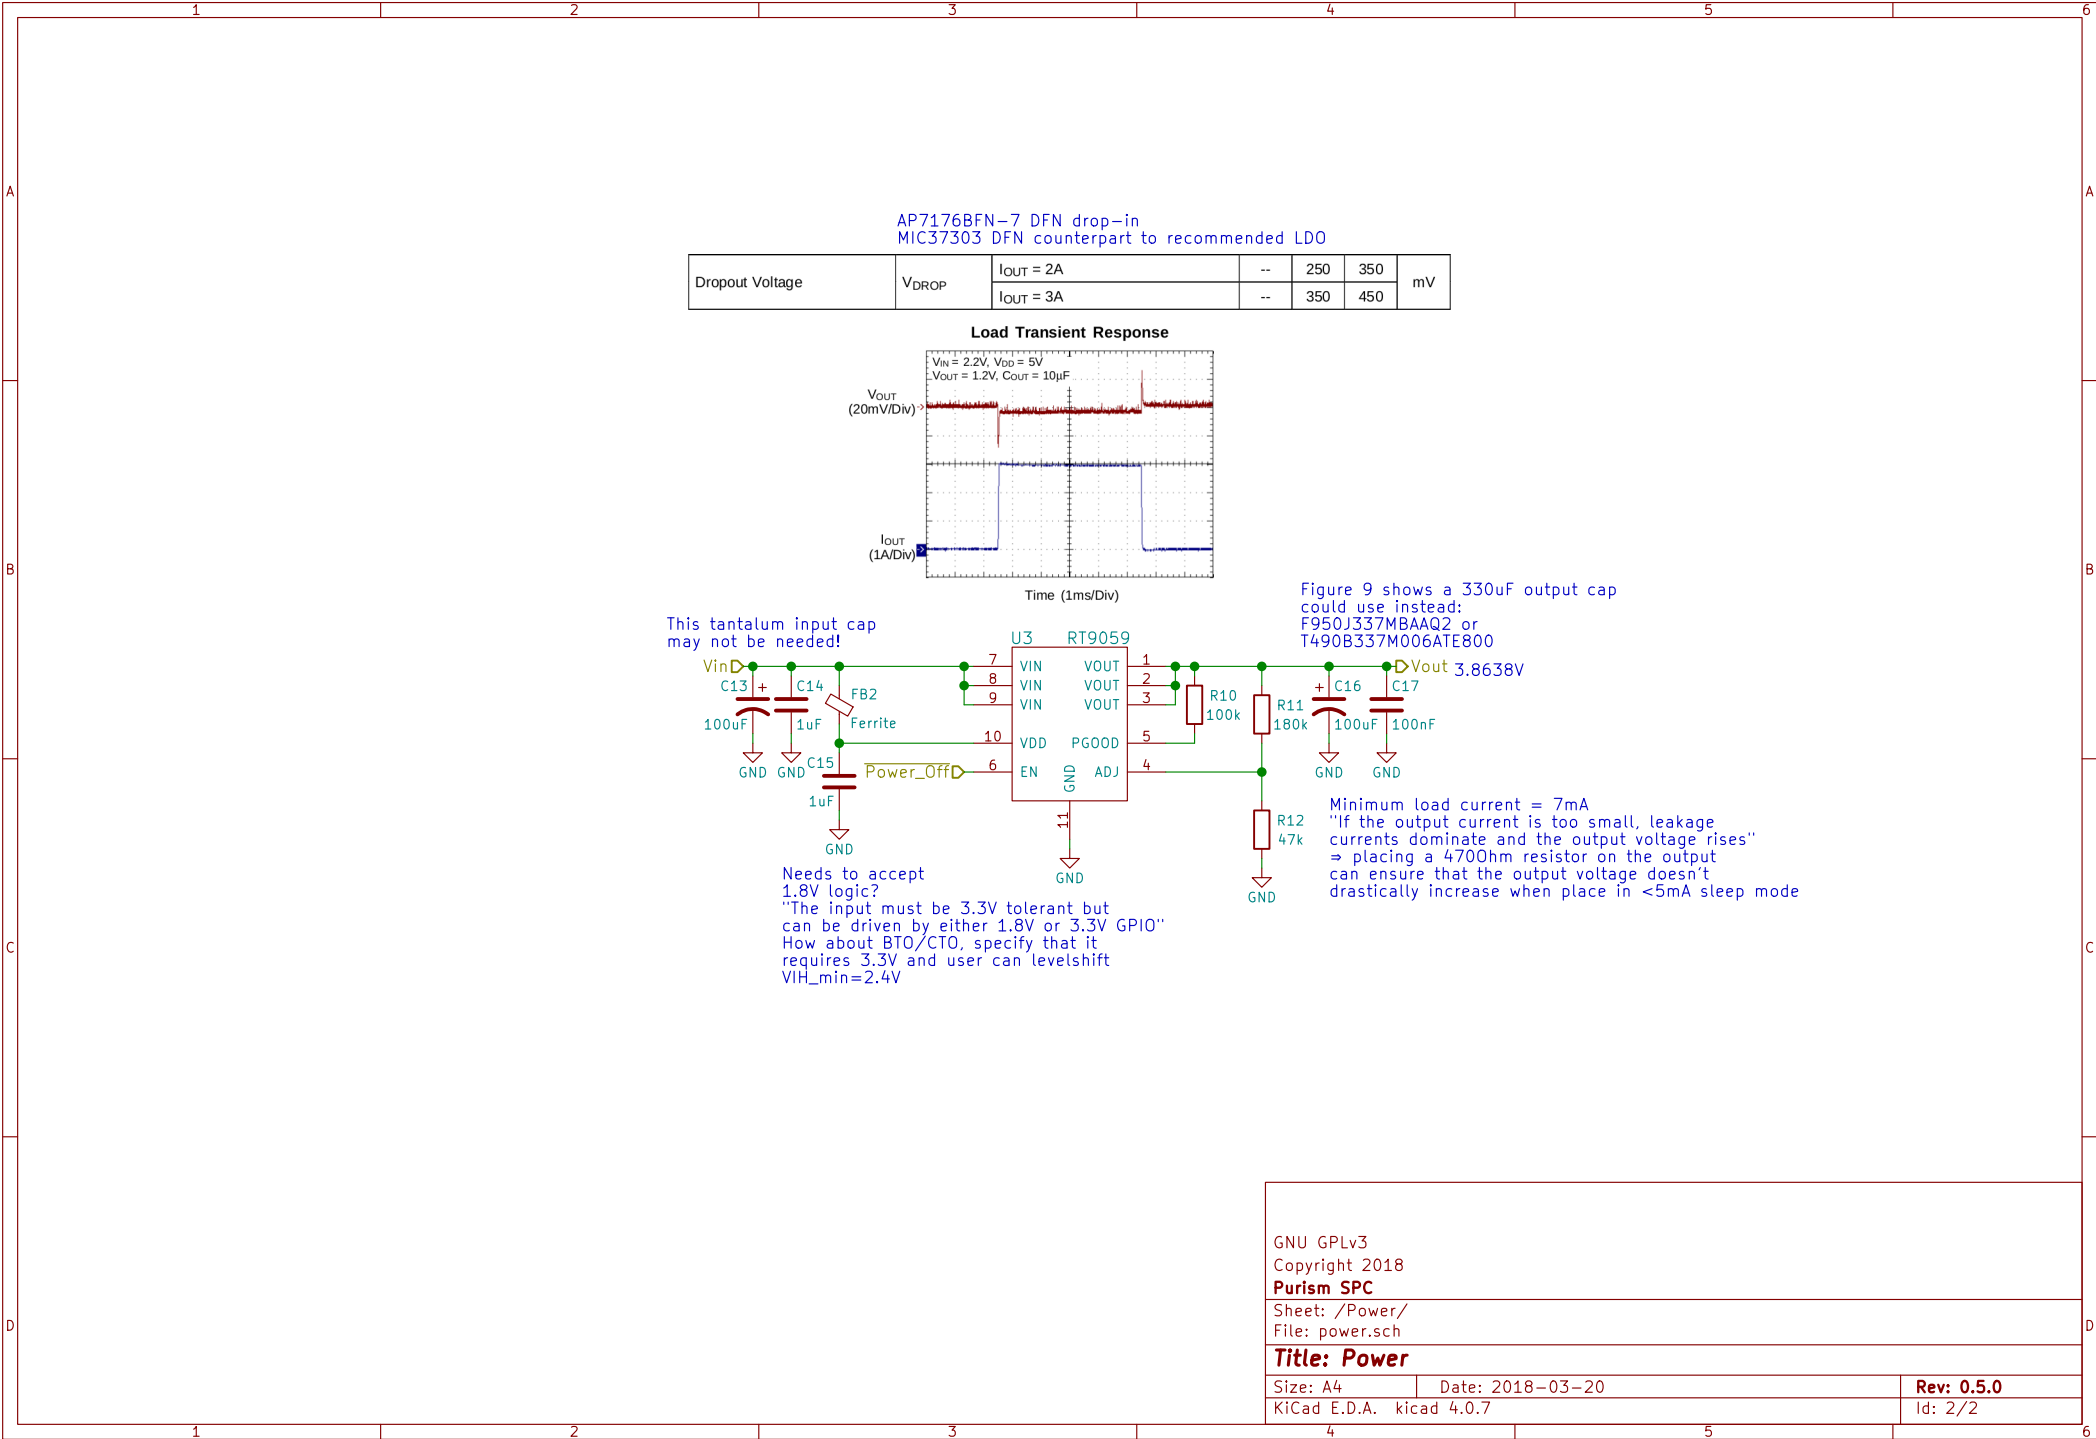 1 2 3 4 5 6
A A
B B
C C
D D
AP7176BFN-7 DFN drop-in
MIC37303 DFN counterpart to recommended LDO
Dropout Voltage VDROP IOUT = 2A -- 250 350 mV
IOUT = 3A -- 350 450
Load Transient Response
VIN = 2.2V, VDD = 5V
VOUT = 1.2V, COUT = 10μF
VOUT
(20mV/Div)
IOUT
(1A/Div)
Time (1ms/Div)
Figure 9 shows a 330uF output cap
could use instead:
F950J337MBAAQ2 or
T490B337M006ATE800
This tantalum input cap
may not be needed!
U3 RT9059
Vin 7 VIN VOUT 1 Vout 3.8638V
8 VIN VOUT 2
9 VIN VOUT 3
10 VDD PGOOD 5
6 EN ADJ 4
GND
11
GND
C13 +
100uF
GND
C14
1uF
GND
FB2
Ferrite
C15
1uF
GND
Power_Off
R10
100k
R11
180k
R12
47k
GND
+ C16
100uF
GND
C17
100nF
GND
Minimum load current = 7mA
"If the output current is too small, leakage
currents dominate and the output voltage rises"
⇒ placing a 470Ohm resistor on the output
can ensure that the output voltage doesn't
drastically increase when place in <5mA sleep mode
Needs to accept
1.8V logic?
"The input must be 3.3V tolerant but
can be driven by either 1.8V or 3.3V GPIO"
How about BTO/CTO, specify that it
requires 3.3V and user can levelshift
VIH_min=2.4V
GNU GPLv3
Copyright 2018
Purism SPC
Sheet: /Power/
File: power.sch
Title: Power
Size: A4 Date: 2018-03-20 Rev: 0.5.0
KiCad E.D.A. kicad 4.0.7 Id: 2/2
1 2 3 4 5 6